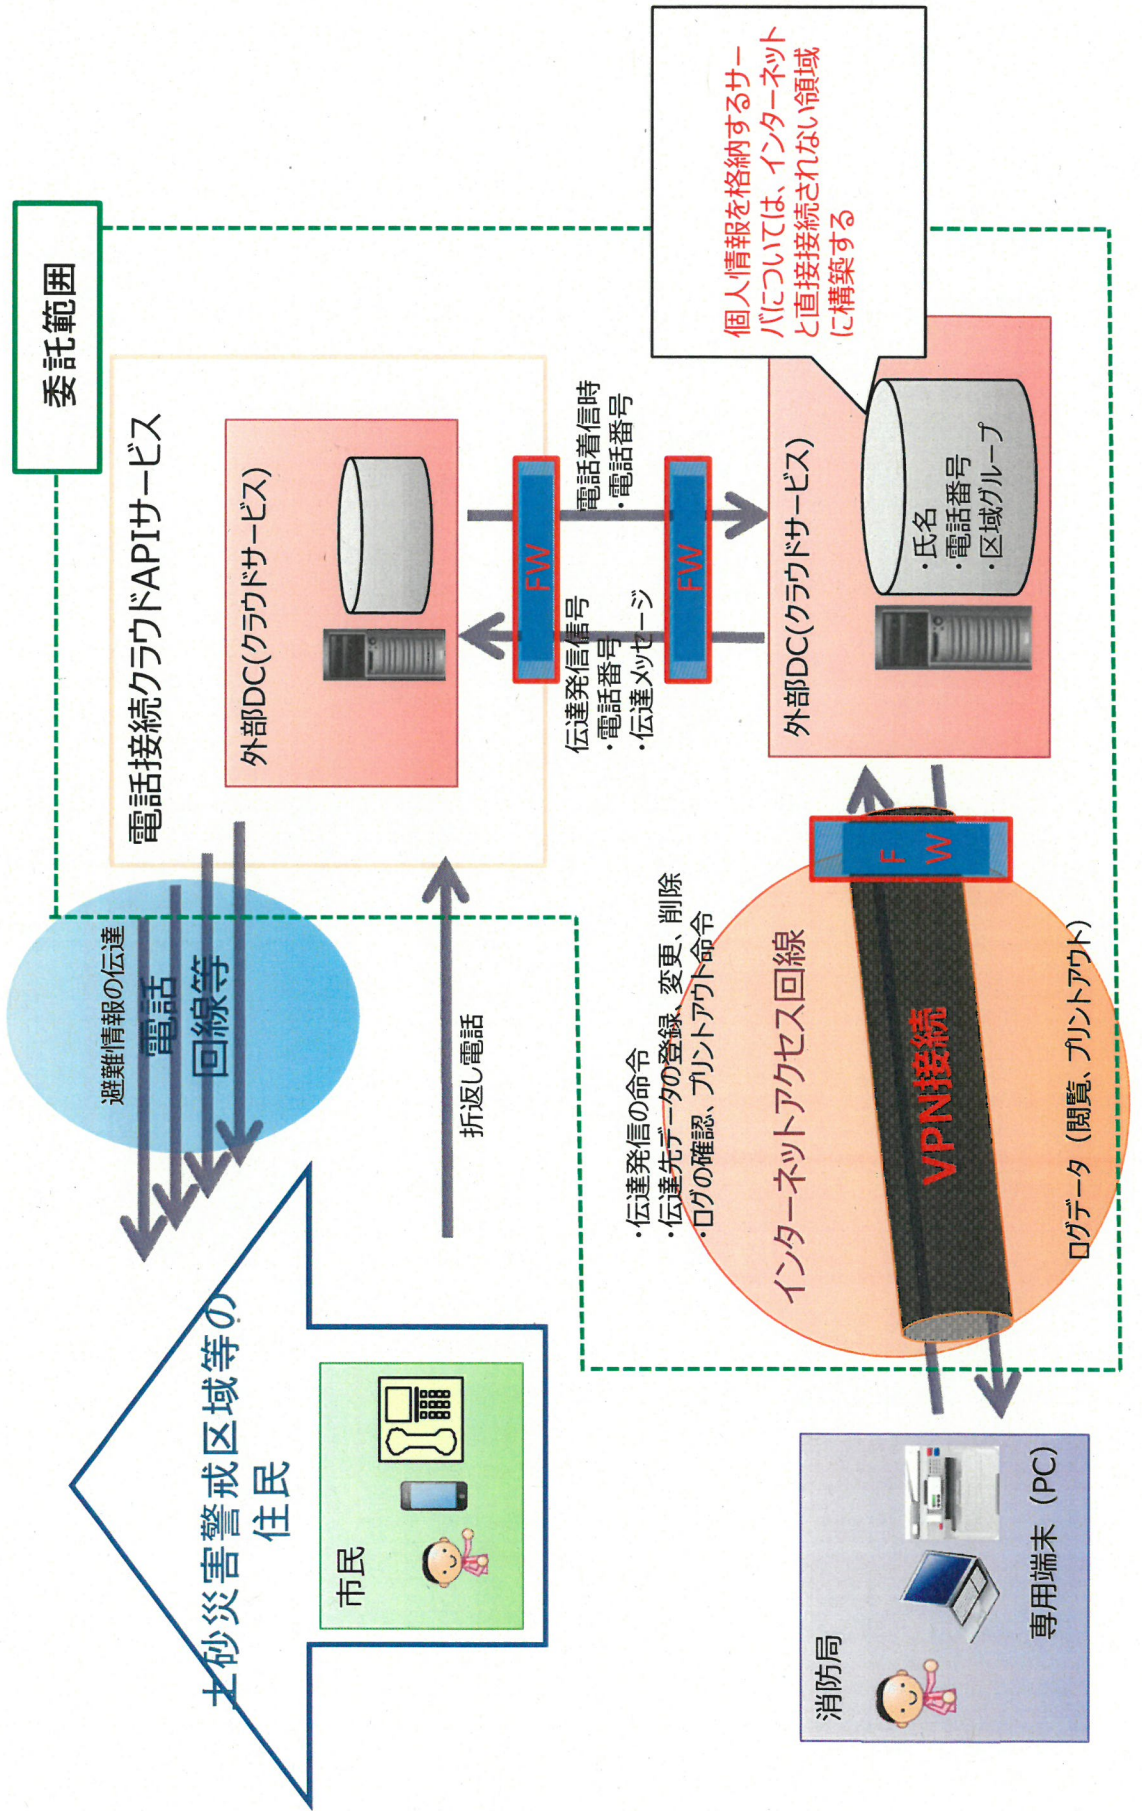 委託範囲
土砂災害警戒区域等の
住民
市民
避難情報の伝達
電話
回線等
折返し電話
電話接続クラウドAPIサービス
外部DC(クラウドサービス)
伝達発信信号
・電話番号
・伝達メッセージ
電話着信時
・電話番号
FW
FW
個人情報を格納するサー
バについては、インターネット
と直接接続されない領域
に構築する
消防局
専用端末（PC）
・伝達発信の命令
・伝達先データの登録、変更、削除
・ログの確認、プリントアウト命令
インターネットアクセス回線
VPN接続
F
W
ログデータ（閲覧、プリントアウト）
外部DC(クラウドサービス)
・氏名
・電話番号
・区域グループ